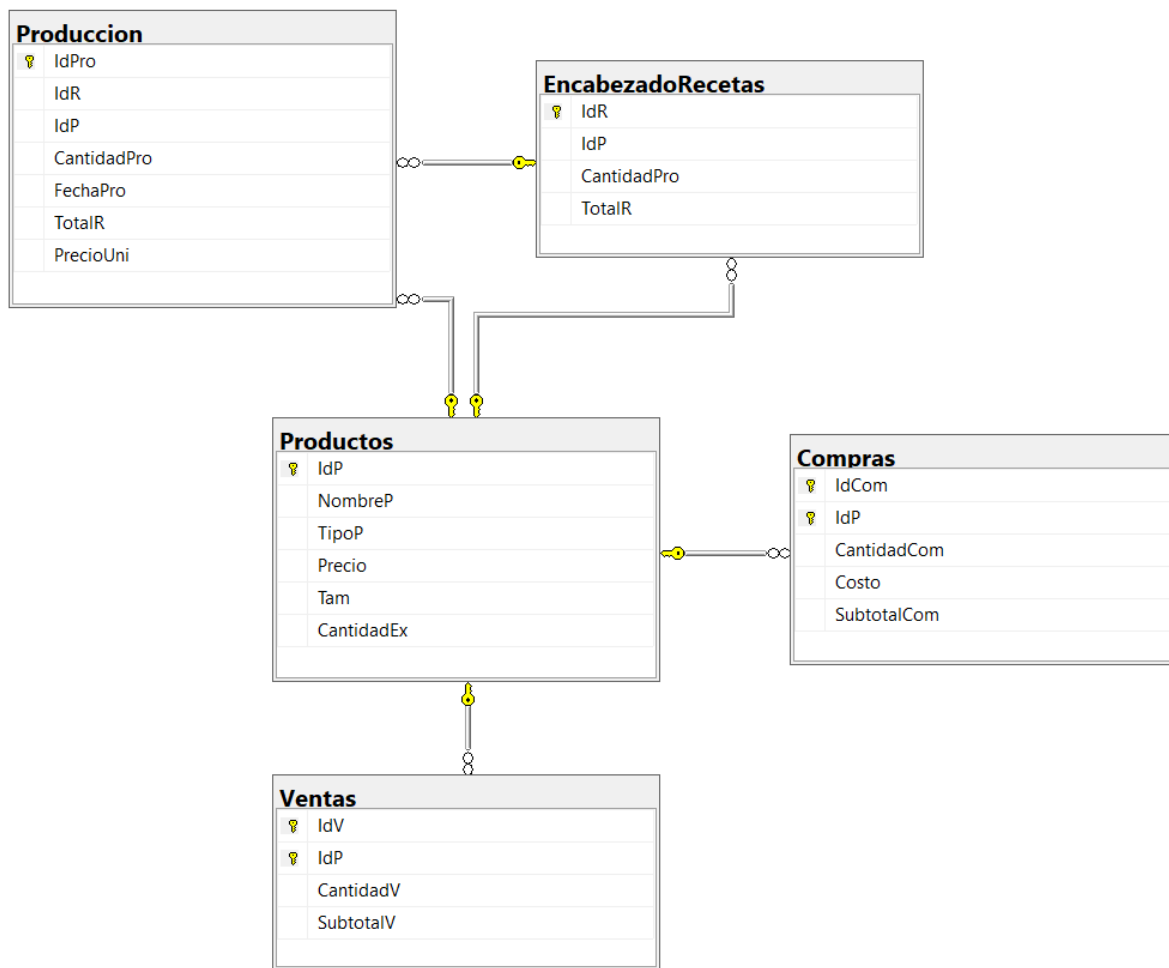 Produccion
IdPro
IdR
IdP
CantidadPro
FechaPro
TotalR
PrecioUni
EncabezadoRecetas
IdR
IdP
CantidadPro
TotalR
Productos
IdP
NombreP
TipoP
Precio
Tam
CantidadEx
Compras
IdCom
IdP
CantidadCom
Costo
SubtotalCom
Ventas
IdV
IdP
CantidadV
SubtotalV